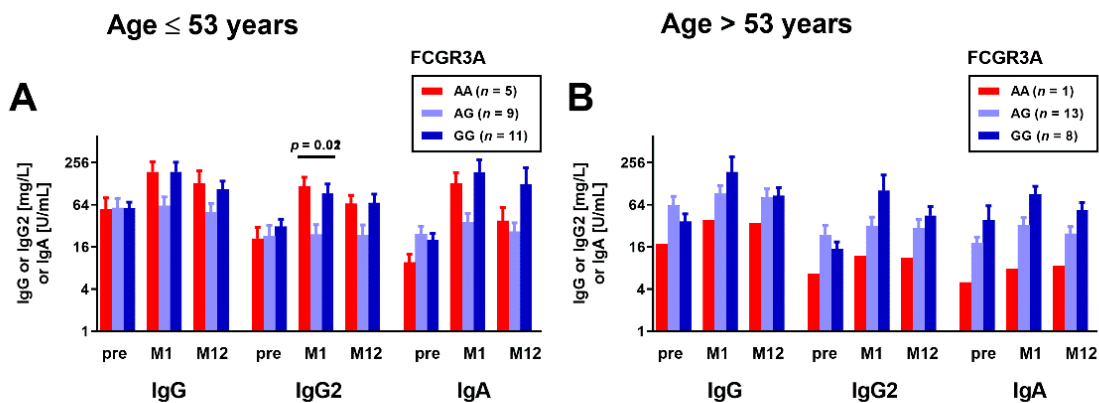 Age ≤ 53 years
A
FCGR3A
AA (n = 5)
AG (n = 9)
GG (n = 11)
p = 0.02
IgG or IgG2 [mg/L]
or IgA [U/mL]
256
64
16
4
1
pre M1 M12 pre M1 M12 pre M1 M12
IgG IgG2 IgA
Age > 53 years
B
FCGR3A
AA (n = 1)
AG (n = 13)
GG (n = 8)
IgG or IgG2 [mg/L]
or IgA [U/mL]
256
64
16
4
1
pre M1 M12 pre M1 M12 pre M1 M12
IgG IgG2 IgA